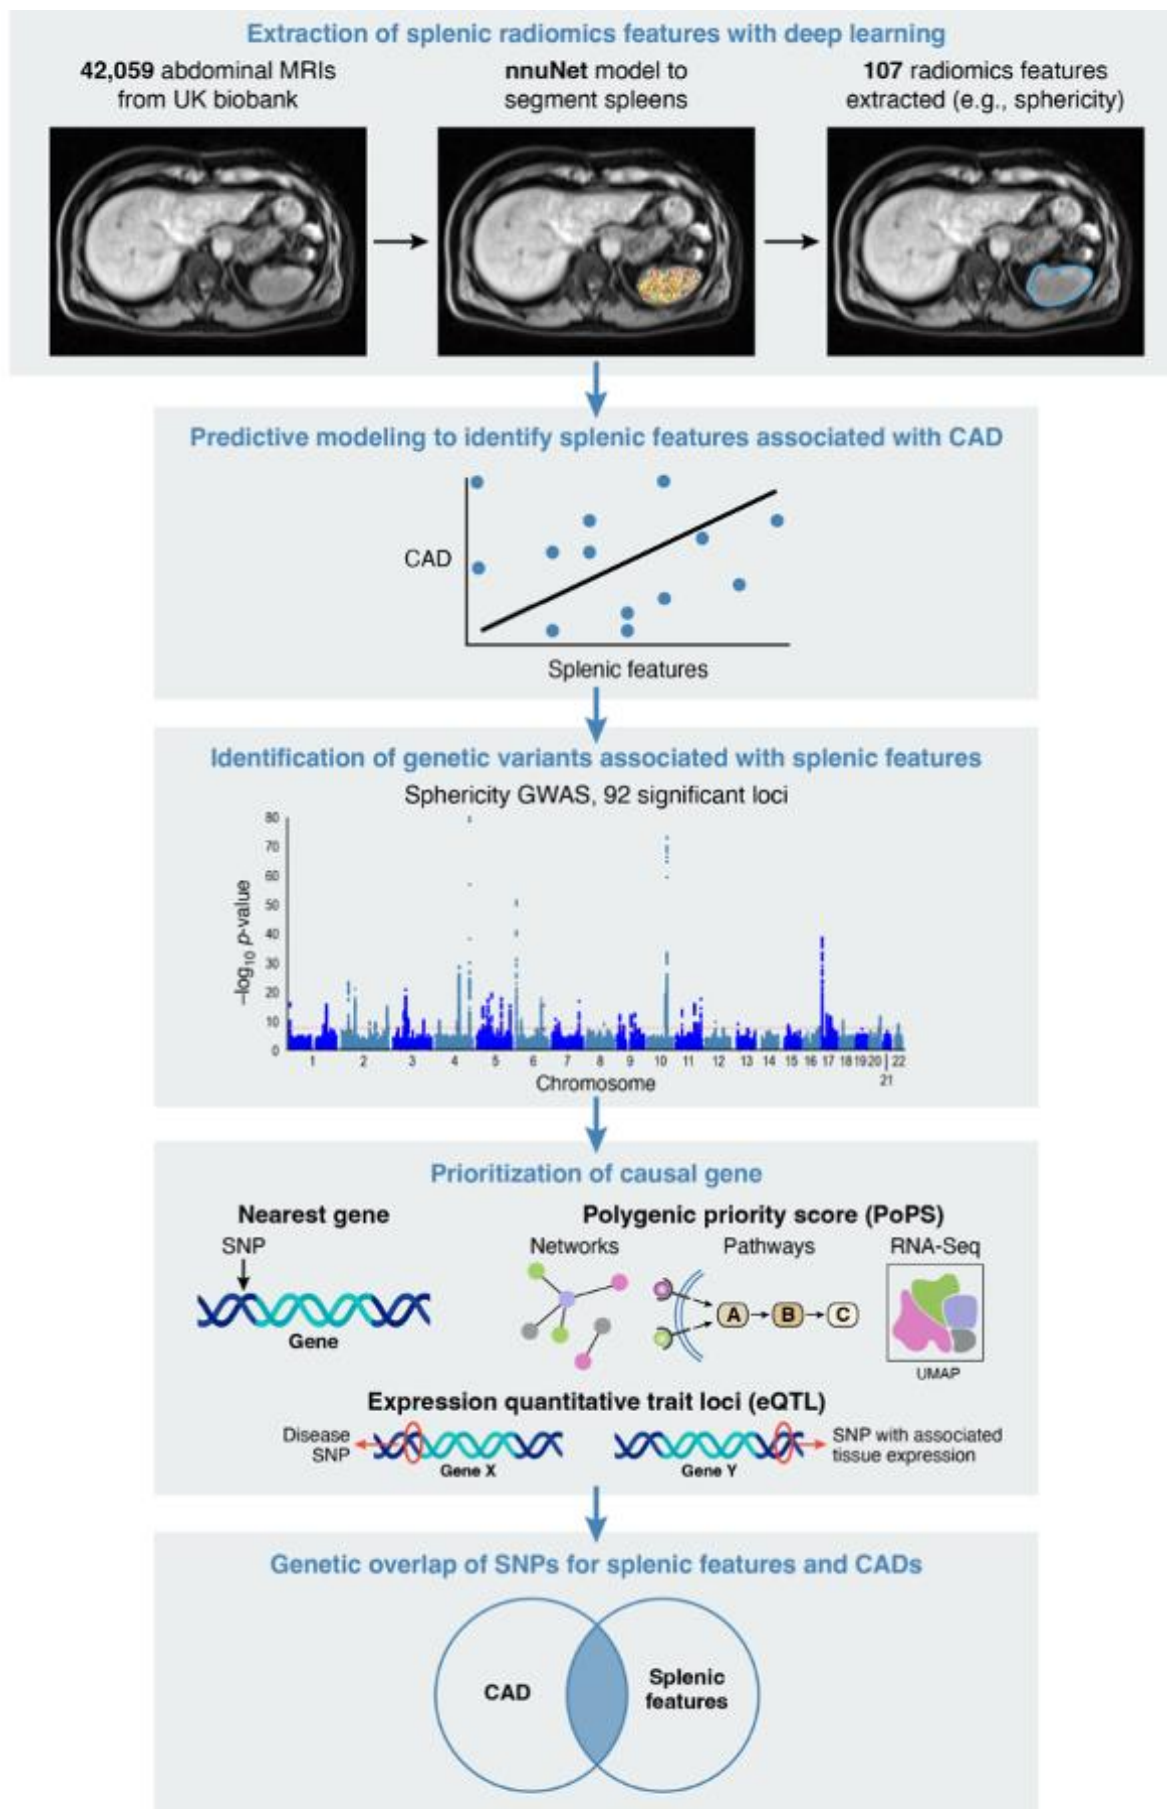 Extraction of splenic radiomics features with deep learning
42,059 abdominal MRIs
from UK biobank
nnuNet model to
segment spleens
107 radiomics features
extracted (e.g., sphericity)
Predictive modeling to identify splenic features associated with CAD
CAD
Splenic features
Identification of genetic variants associated with splenic features
Sphericity GWAS, 92 significant loci
–log10 p-value
80
70
60
50
40
30
20
10
0
1 2 3 4 5 6 7 8 9 10 11 12 13 14 15 16 17 18 19 20 22
21
Chromosome
Prioritization of causal gene
Nearest gene
SNP
Gene
Polygenic priority score (PoPS)
Networks
Pathways
RNA-Seq
A
B
C
UMAP
Expression quantitative trait loci (eQTL)
Disease
SNP
Gene X
Gene Y
SNP with associated
tissue expression
Genetic overlap of SNPs for splenic features and CADs
CAD
Splenic
features